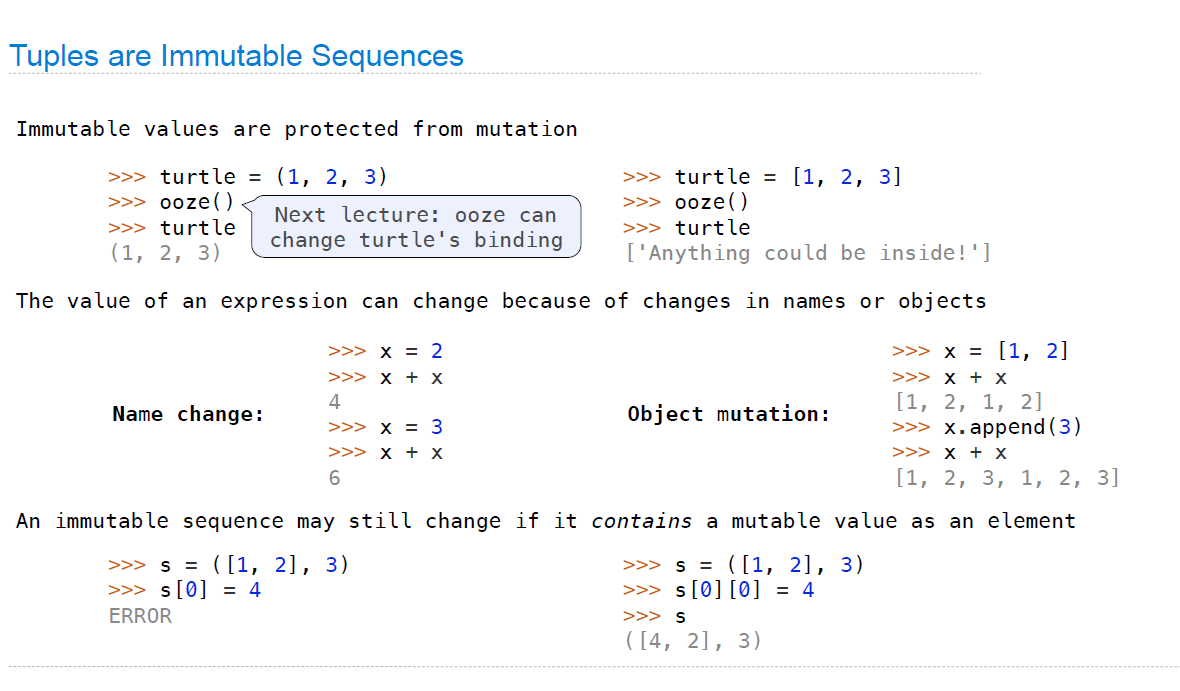 Tuples are Immutable Sequences
Immutable values are protected from mutation
>>> turtle = (1, 2, 3)
>>> ooze()
>>> turtle
(1, 2, 3)
Next lecture: ooze can
change turtle's binding
>>> turtle = [1, 2, 3]
>>> ooze()
>>> turtle
['Anything could be inside!']
The value of an expression can change because of changes in names or objects
Name change:
>>> x = 2
>>> x + x
4
>>> x = 3
>>> x + x
6
Object mutation:
>>> x = [1, 2]
>>> x + x
[1, 2, 1, 2]
>>> x.append(3)
>>> x + x
[1, 2, 3, 1, 2, 3]
An immutable sequence may still change if it contains a mutable value as an element
>>> s = ([1, 2], 3)
>>> s[0] = 4
ERROR
>>> s = ([1, 2], 3)
>>> s[0][0] = 4
>>> s
([4, 2], 3)